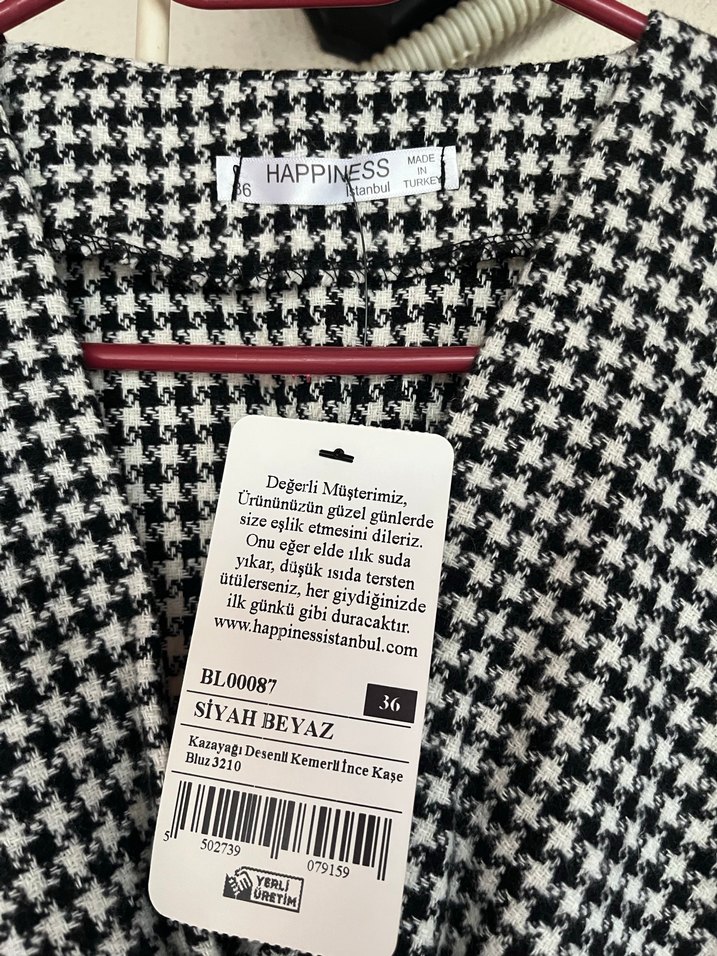 36
HAPPINESS
istanbul
MADE
IN
TURKEY
Değerli Müşterimiz,
Ürününüzün güzel günlerde
size eşlik etmesini dileriz.
Onu eğer elde ılık suda
yıkar, düşük ısıda tersten
ütülerseniz, her giydiğinizde
ilk günkü gibi duracaktır.
www.happinessistanbul.com
BL00087
36
SİYAH BEYAZ
Kazayağı Desenli Kemerli İnce Kaşe
Bluz 3210
5 502739 079159
YERLİ
ÜRETİM